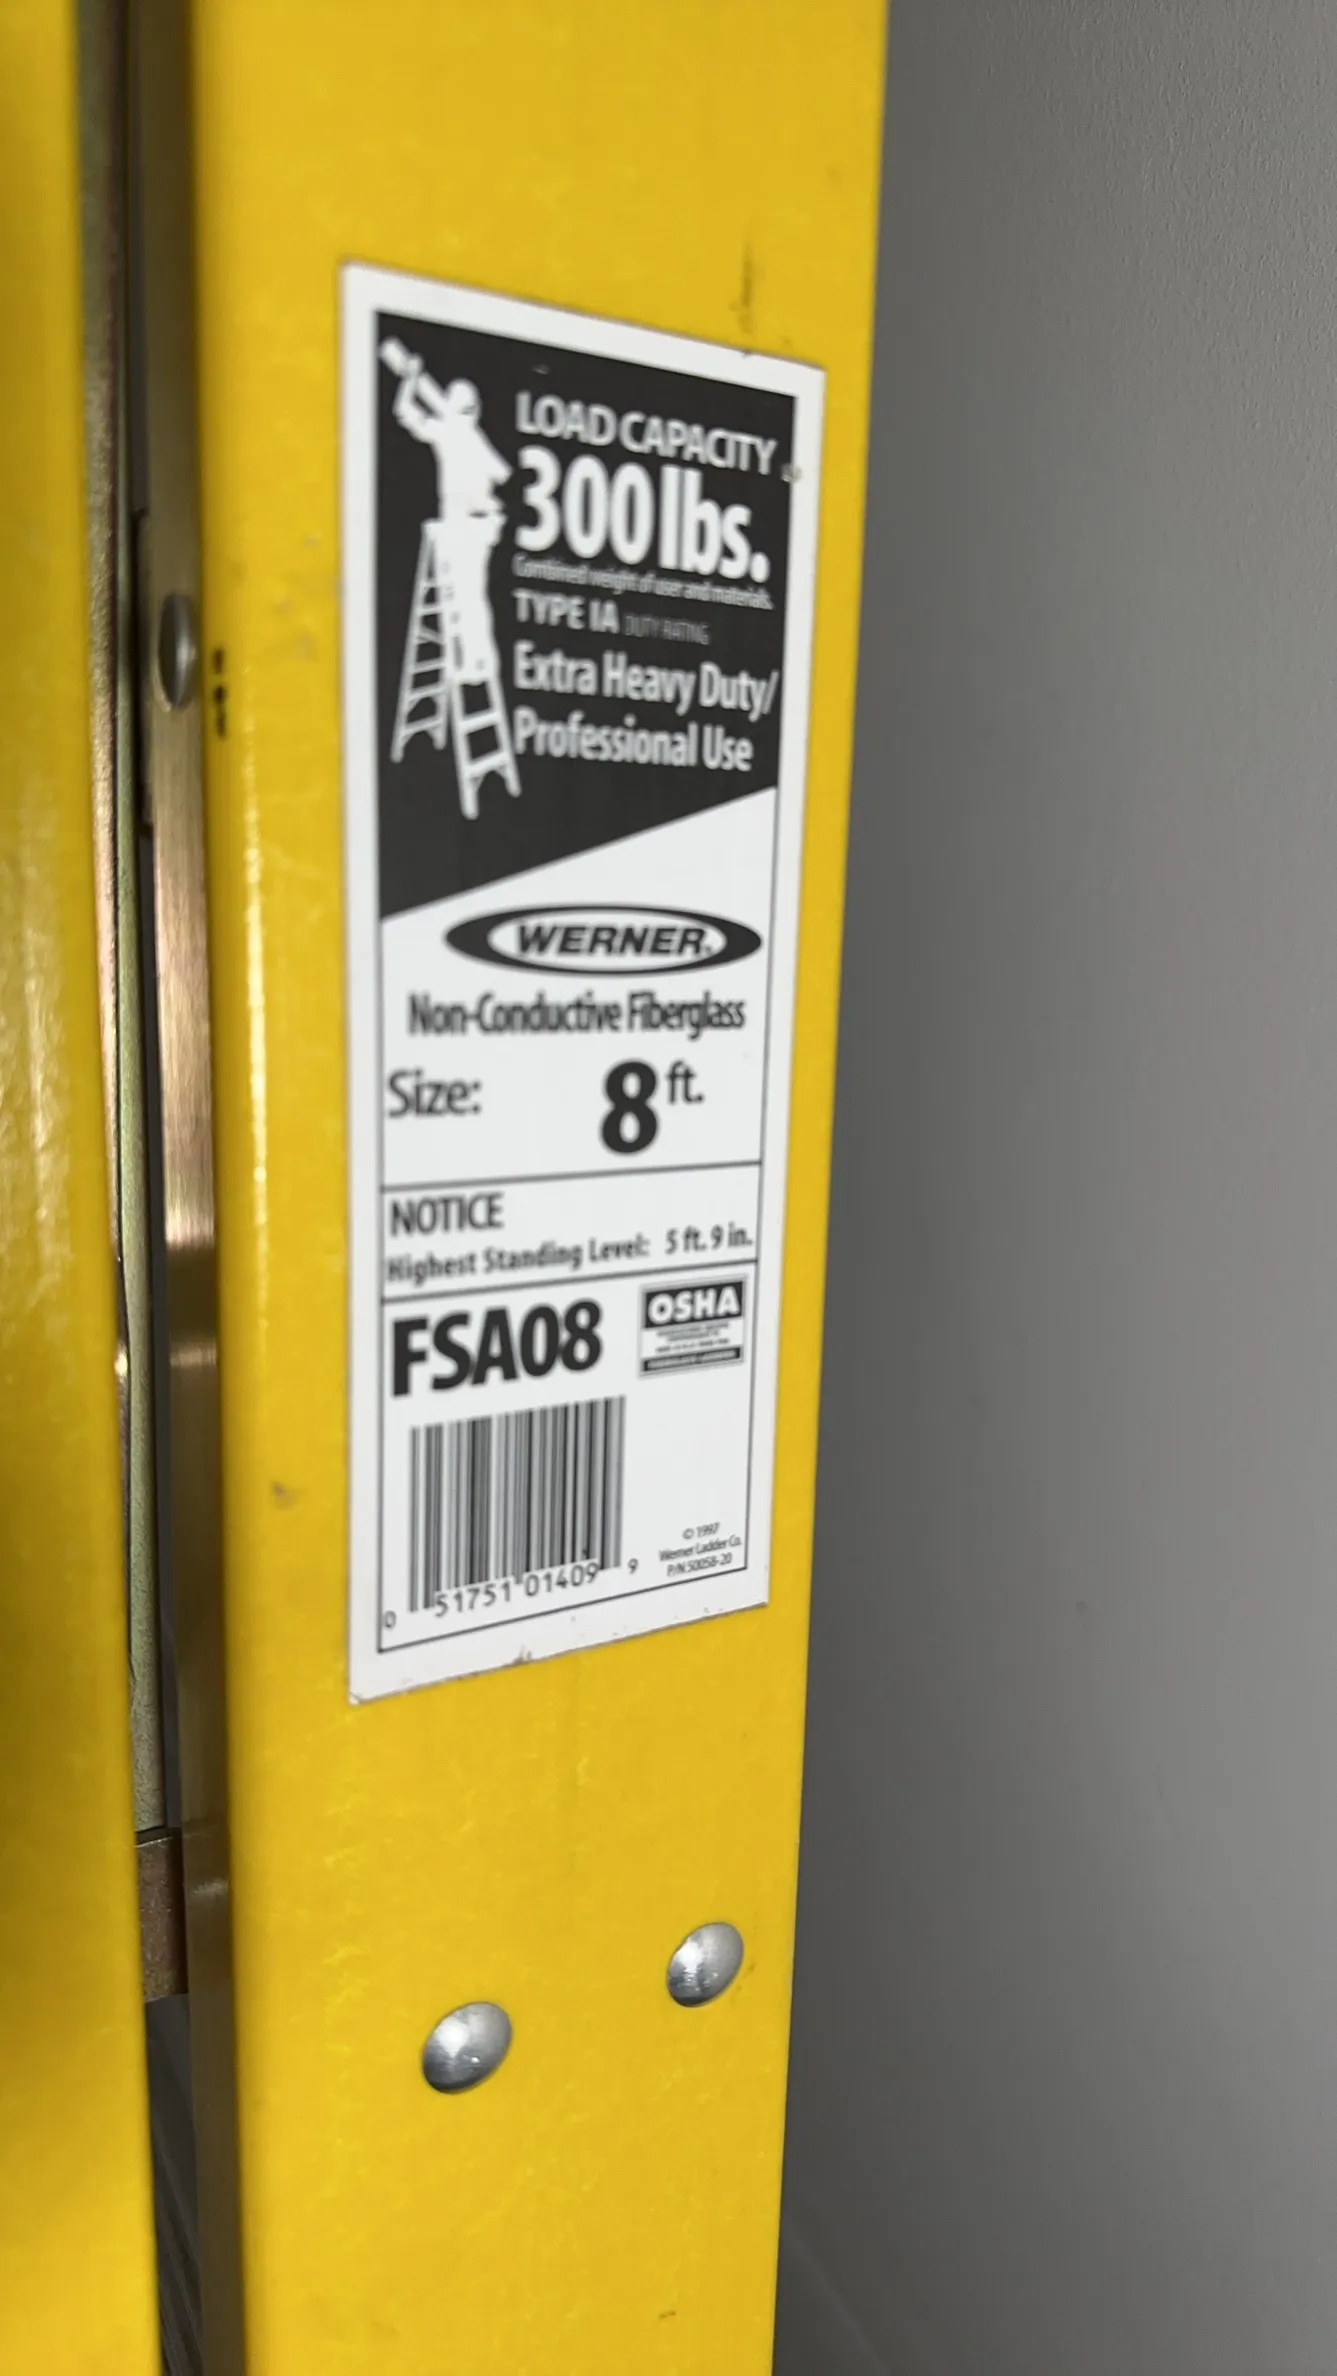 LOAD CAPACITY
300 lbs.
Combined weight of user and materials.
TYPE IA DUTY RATING
Extra Heavy Duty/
Professional Use
WERNER
Non-Conductive Fiberglass
Size: 8 ft.
NOTICE
Highest Standing Level: 5 ft. 9 in.
FSA08
OSHA
© 1997
Werner Ladder Co.
P/N 50058-20
0 51751 01409 9